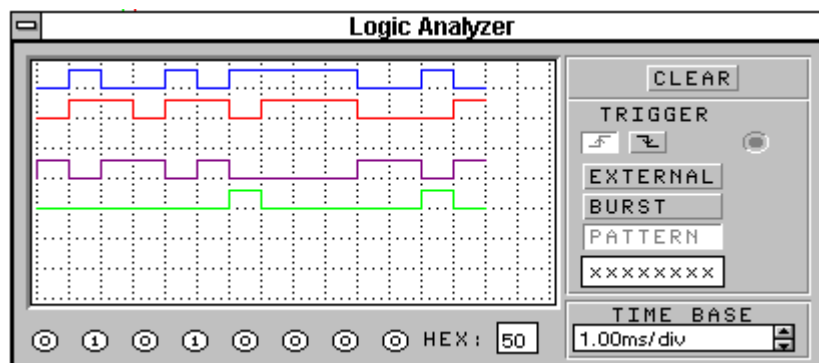 Logic Analyzer
CLEAR
TRIGGER
EXTERNAL
BURST
PATTERN
xxxxxxxx
TIME BASE
1.00ms/div
0 1 0 1 0 0 0 0 HEX: 50